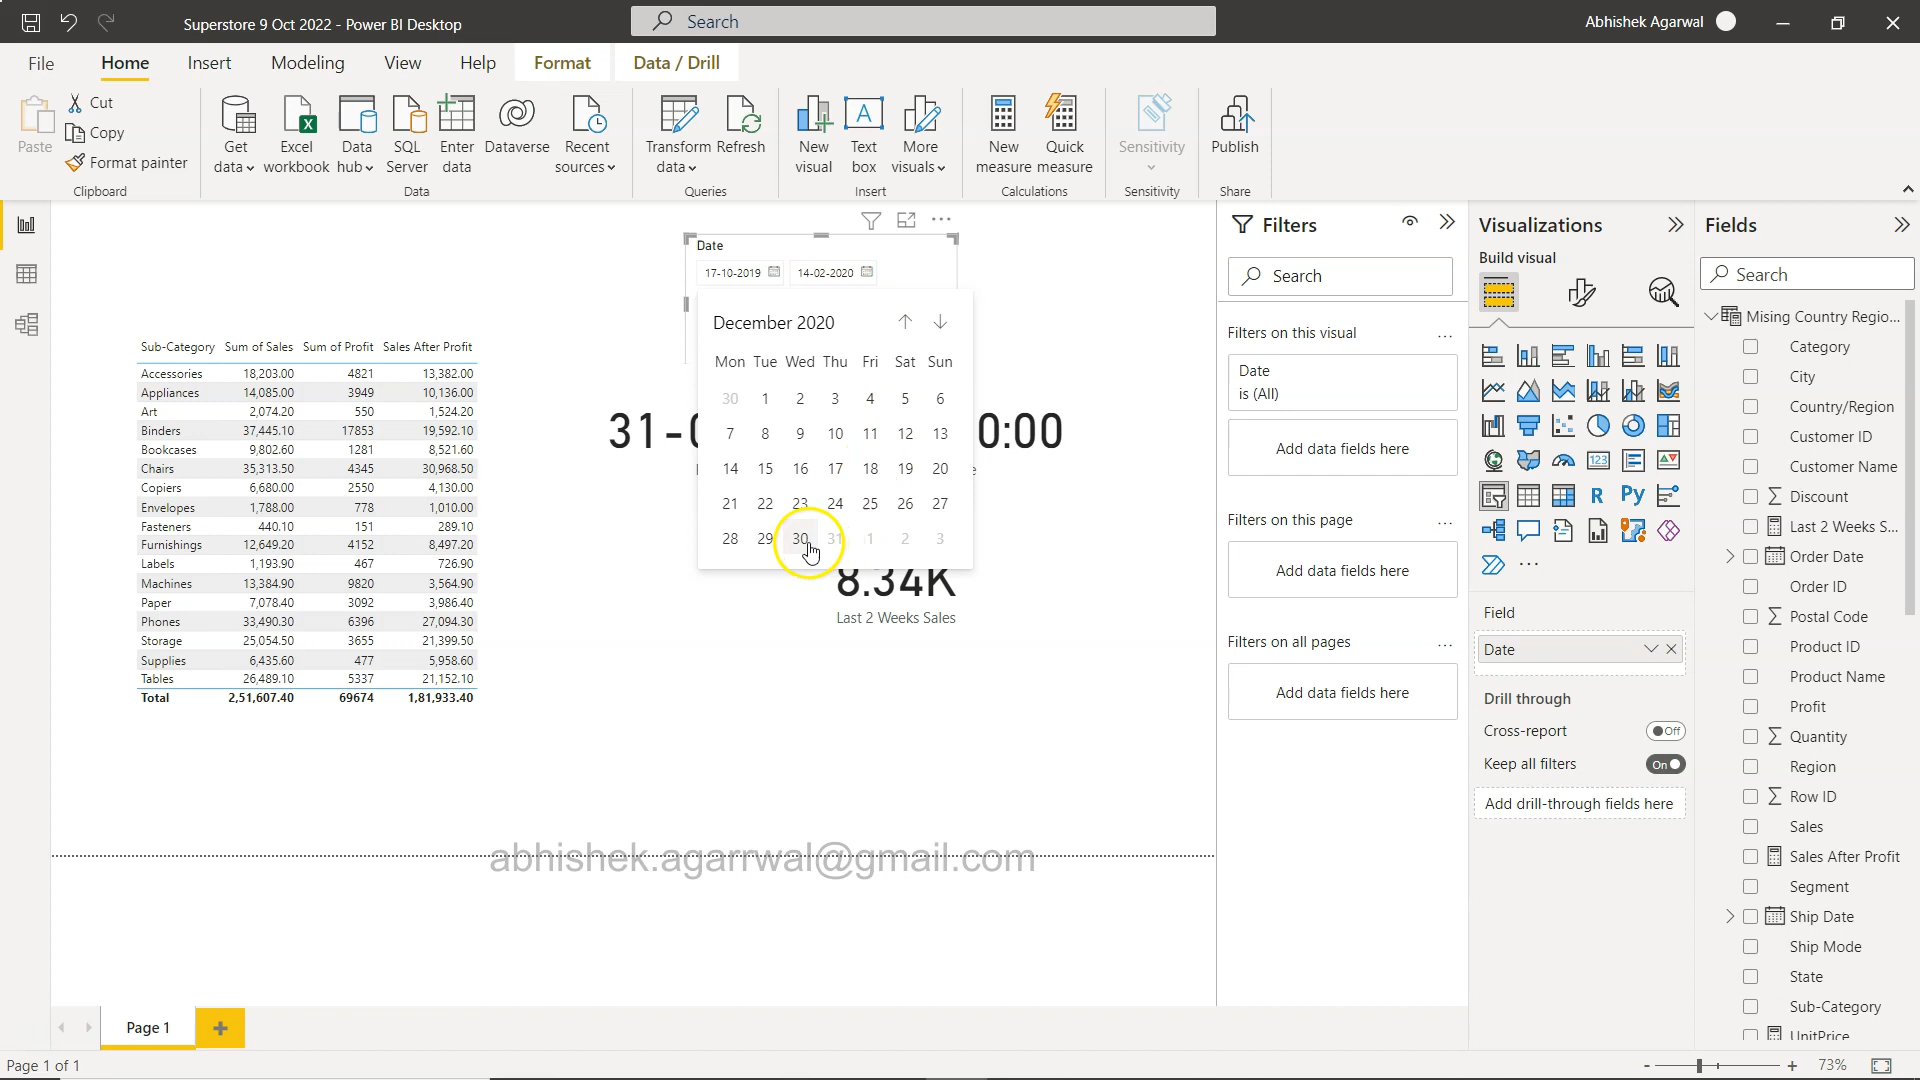 Superstore 9 Oct 2022 - Power BI Desktop
Search
Abhishek Agarwal
File Home Insert Modeling View Help Format Data / Drill
Paste
Cut
Copy
Format painter
Clipboard
Get data
Excel workbook
Data hub
SQL Server
Enter data
Dataverse
Recent sources
Data
Transform data
Refresh
Queries
New visual
Text box
More visuals
Insert
New measure
Quick measure
Calculations
Sensitivity
Sensitivity
Publish
Share
Sub-Category Sum of Sales Sum of Profit Sales After Profit
Accessories 18,203.00 4821 13,382.00
Appliances 14,085.00 3949 10,136.00
Art 2,074.20 550 1,524.20
Binders 37,445.10 17853 19,592.10
Bookcases 9,802.60 1281 8,521.60
Chairs 35,313.50 4345 30,968.50
Copiers 6,680.00 2550 4,130.00
Envelopes 1,788.00 778 1,010.00
Fasteners 440.10 151 289.10
Furnishings 12,649.20 4152 8,497.20
Labels 1,193.90 467 726.90
Machines 13,384.90 9820 3,564.90
Paper 7,078.40 3092 3,986.40
Phones 33,490.30 6396 27,094.30
Storage 25,054.50 3655 21,399.50
Supplies 6,435.60 477 5,958.60
Tables 26,489.10 5337 21,152.10
Total 2,51,607.40 69674 1,81,933.40
Date
17-10-2019 14-02-2020
December 2020
Mon Tue Wed Thu Fri Sat Sun
30 1 2 3 4 5 6
7 8 9 10 11 12 13
14 15 16 17 18 19 20
21 22 23 24 25 26 27
28 29 30 31 1 2 3
31-0
0:00
8.34K
Last 2 Weeks Sales
abhishek.agarrwal@gmail.com
Filters
Search
Filters on this visual
Date
is (All)
Add data fields here
Filters on this page
Add data fields here
Filters on all pages
Add data fields here
Visualizations
Build visual
123
R
Py
Field
Date
Drill through
Cross-report Off
Keep all filters On
Add drill-through fields here
Fields
Search
Mising Country Regio...
Category
City
Country/Region
Customer ID
Customer Name
Discount
Last 2 Weeks S...
Order Date
Order ID
Postal Code
Product ID
Product Name
Profit
Quantity
Region
Row ID
Sales
Sales After Profit
Segment
Ship Date
Ship Mode
State
Sub-Category
UnitPrice
Page 1
Page 1 of 1
73%